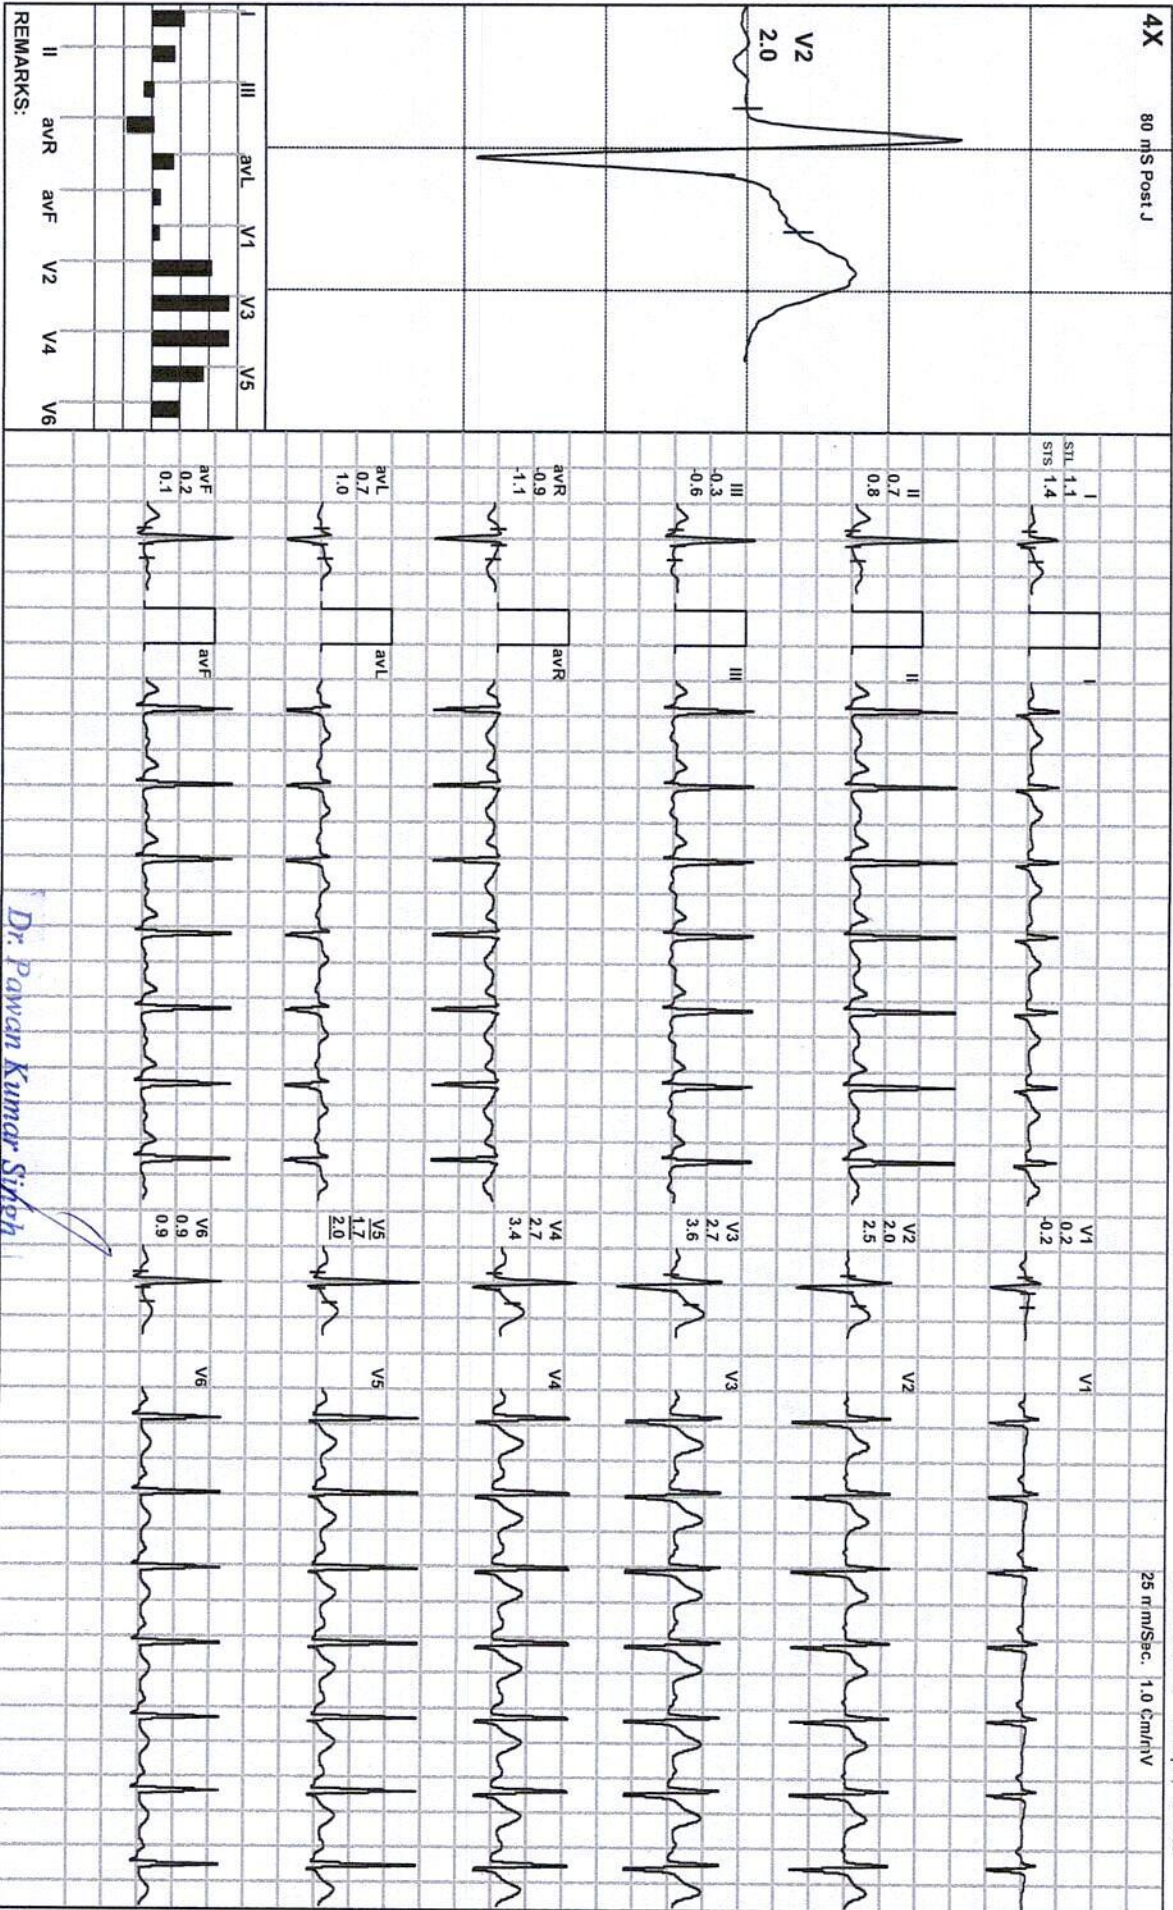 4X
80 mS Post J
25 mm/Sec. 1.0 Cm/mV
V2
2.0
I
STL 1.1
STS 1.4
I
V1
0.2
-0.2
V1
II
0.7
0.8
II
V2
2.0
2.5
V2
III
-0.3
-0.6
III
V3
2.7
3.6
V3
avR
-0.9
-1.1
avR
V4
2.7
3.4
V4
avL
0.7
1.0
avL
V5
1.7
2.0
V5
avF
0.2
0.1
avF
V6
0.9
0.9
V6
I III avL V1 V3 V5
II avR avF V2 V4 V6
REMARKS:
Dr. Pawan Kumar Singh